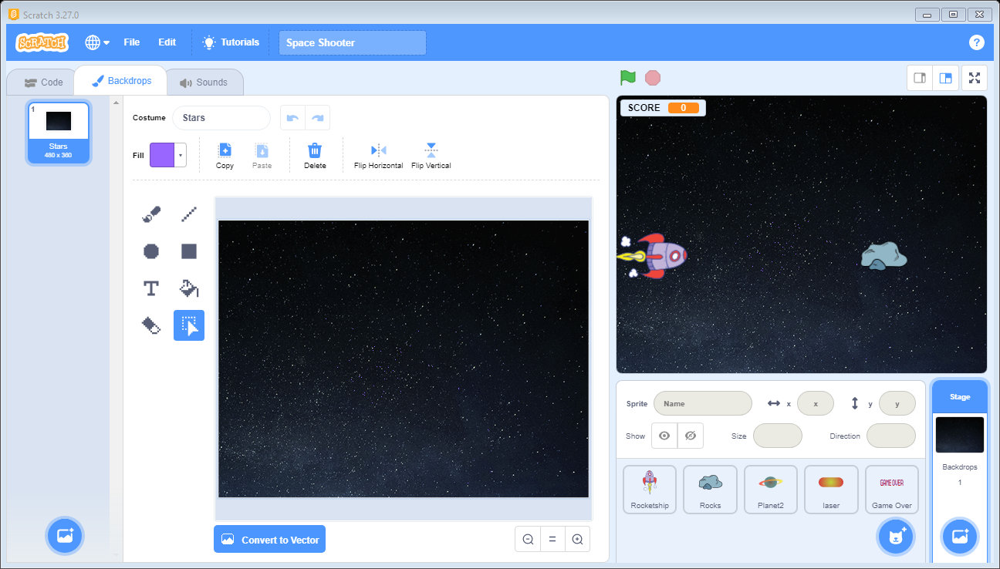 Scratch 3.27.0
SCRATCH
File
Edit
Tutorials
Space Shooter
?
Code
Backdrops
Sounds
1
Stars
480 x 360
Costume
Stars
Fill
Copy
Paste
Delete
Flip Horizontal
Flip Vertical
T
Convert to Vector
SCORE 0
Sprite
Name
x
x
y
y
Show
Size
Direction
Rocketship
Rocks
Planet2
laser
GAME OVER
Game Over
Stage
Backdrops
1